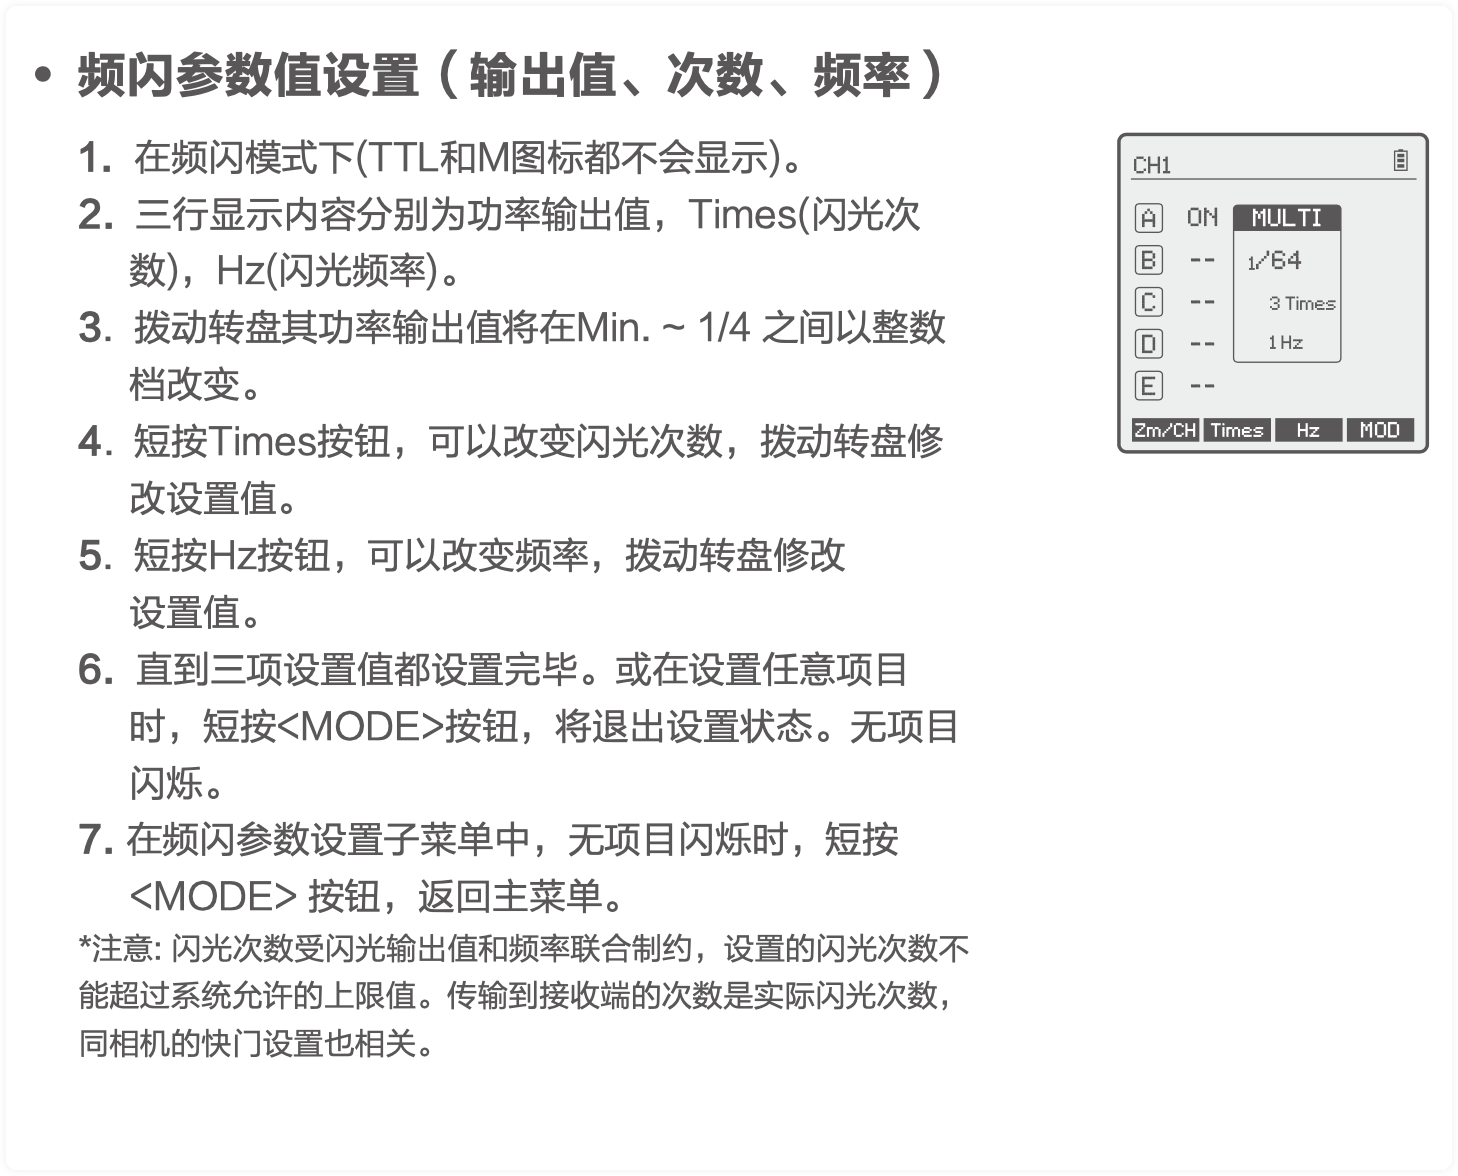 • 频闪参数值设置（输出值、次数、频率）
1. 在频闪模式下(TTL和M图标都不会显示)。
2. 三行显示内容分别为功率输出值，Times(闪光次
数)，Hz(闪光频率)。
3. 拨动转盘其功率输出值将在Min. ~ 1/4 之间以整数
档改变。
4. 短按Times按钮，可以改变闪光次数，拨动转盘修
改设置值。
5. 短按Hz按钮，可以改变频率，拨动转盘修改
设置值。
6. 直到三项设置值都设置完毕。或在设置任意项目
时，短按<MODE>按钮，将退出设置状态。无项目
闪烁。
7. 在频闪参数设置子菜单中，无项目闪烁时，短按
<MODE> 按钮，返回主菜单。
*注意: 闪光次数受闪光输出值和频率联合制约，设置的闪光次数不
能超过系统允许的上限值。传输到接收端的次数是实际闪光次数，
同相机的快门设置也相关。
CH1
A ON MULTI
B -- 1/64
C -- 3 Times
D -- 1 Hz
E --
Zm/CH Times Hz MOD